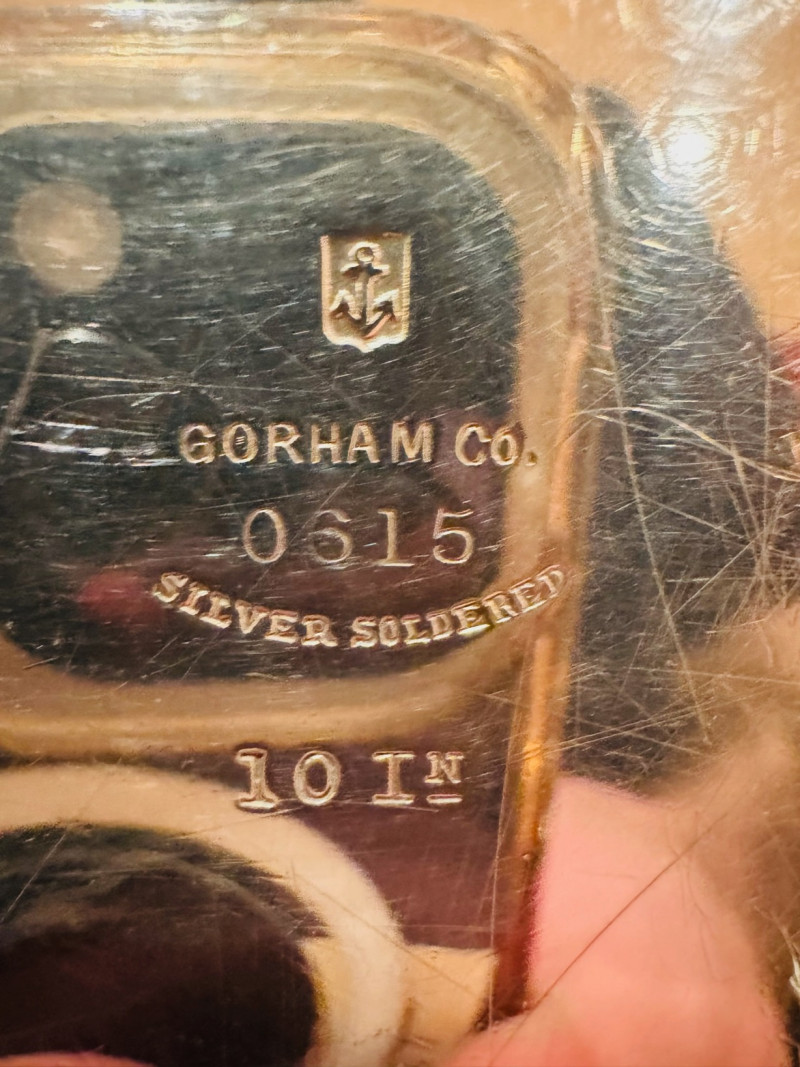 GORHAM CO.
0615
SILVER SOLDERED
10 IN